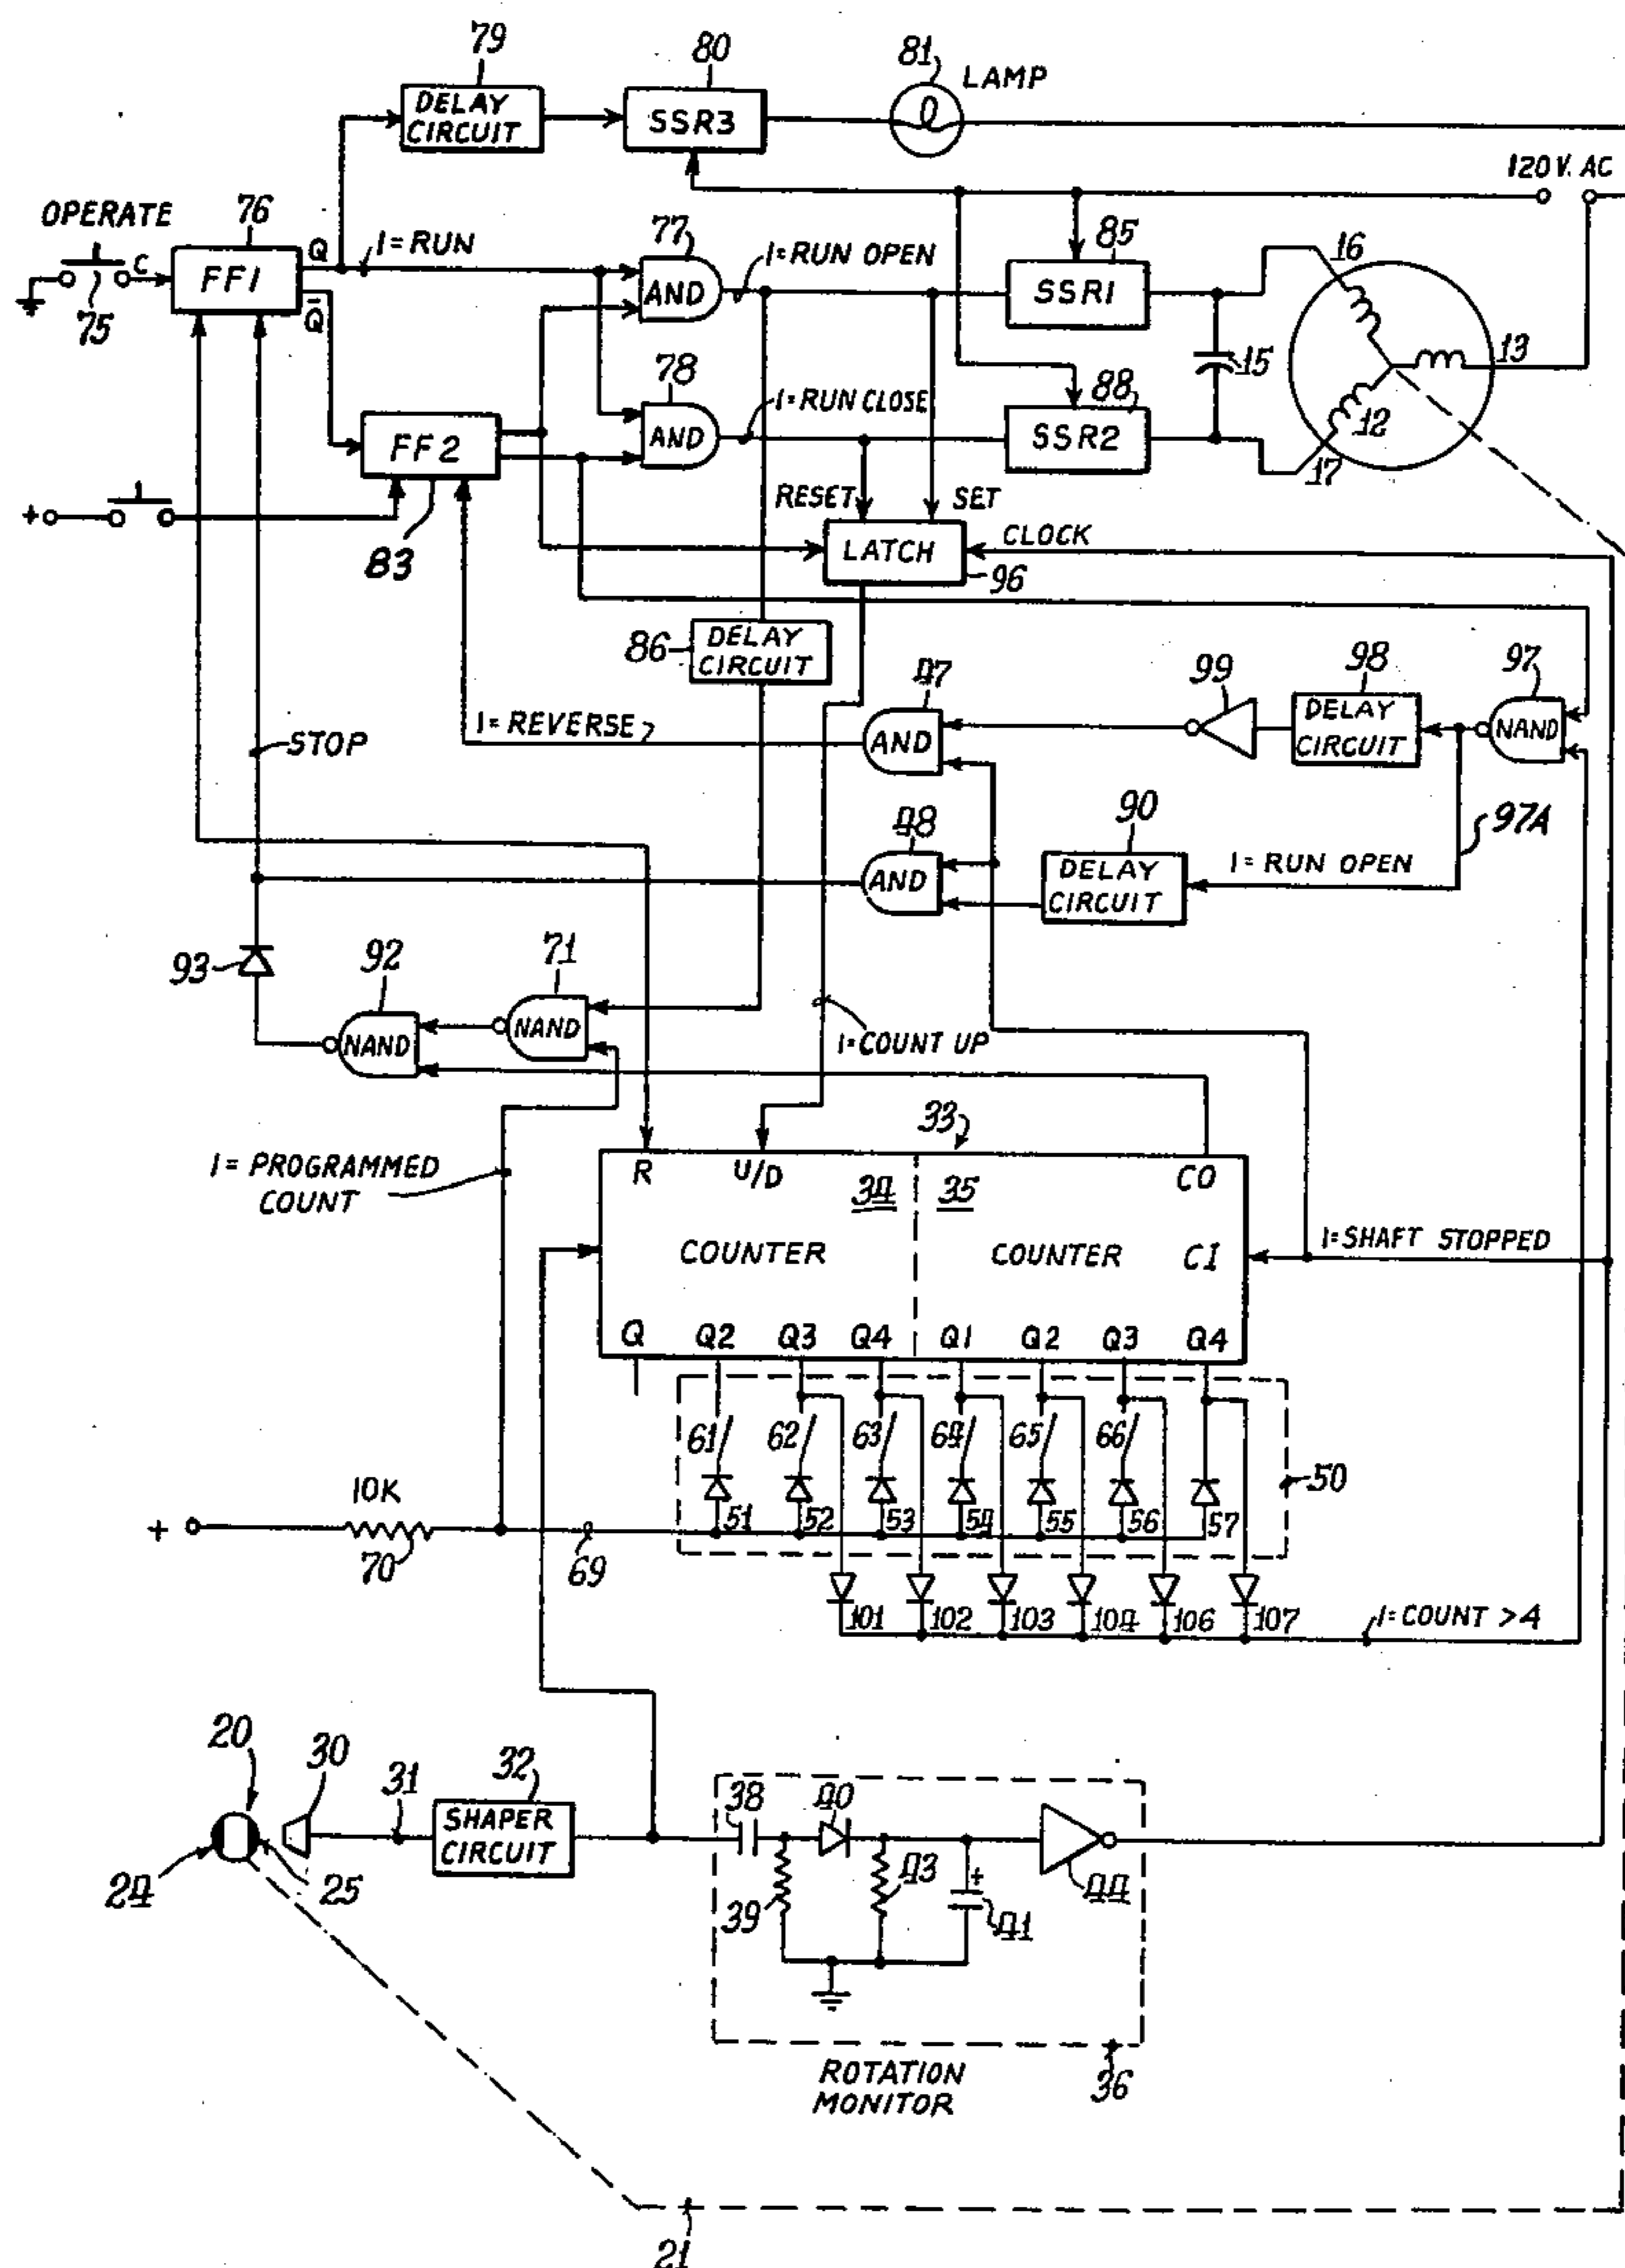 79
80
81
LAMP
DELAY
CIRCUIT
SSR3
120 V. AC
OPERATE
76
C
FF1
Q
Q̄
1=RUN
75
77
AND
1=RUN OPEN
85
SSR1
16
15
13
78
AND
1=RUN CLOSE
88
SSR2
12
17
FF2
+
83
RESET
SET
LATCH
CLOCK
96
86
DELAY
CIRCUIT
47
AND
1=REVERSE
99
98
DELAY
CIRCUIT
97
NAND
STOP
48
AND
90
DELAY
CIRCUIT
1=RUN OPEN
97A
93
92
NAND
71
NAND
1=COUNT UP
1=PROGRAMMED
COUNT
33
R
U/D
34
35
CO
COUNTER
COUNTER
CI
1=SHAFT STOPPED
Q
Q2
Q3
Q4
Q1
Q2
Q3
Q4
61
62
63
64
65
66
50
10K
+
70
69
51
52
53
54
55
56
57
101
102
103
104
106
107
1=COUNT >4
20
30
31
32
SHAPER
CIRCUIT
24
25
38
40
39
43
+
41
44
ROTATION
MONITOR
36
21